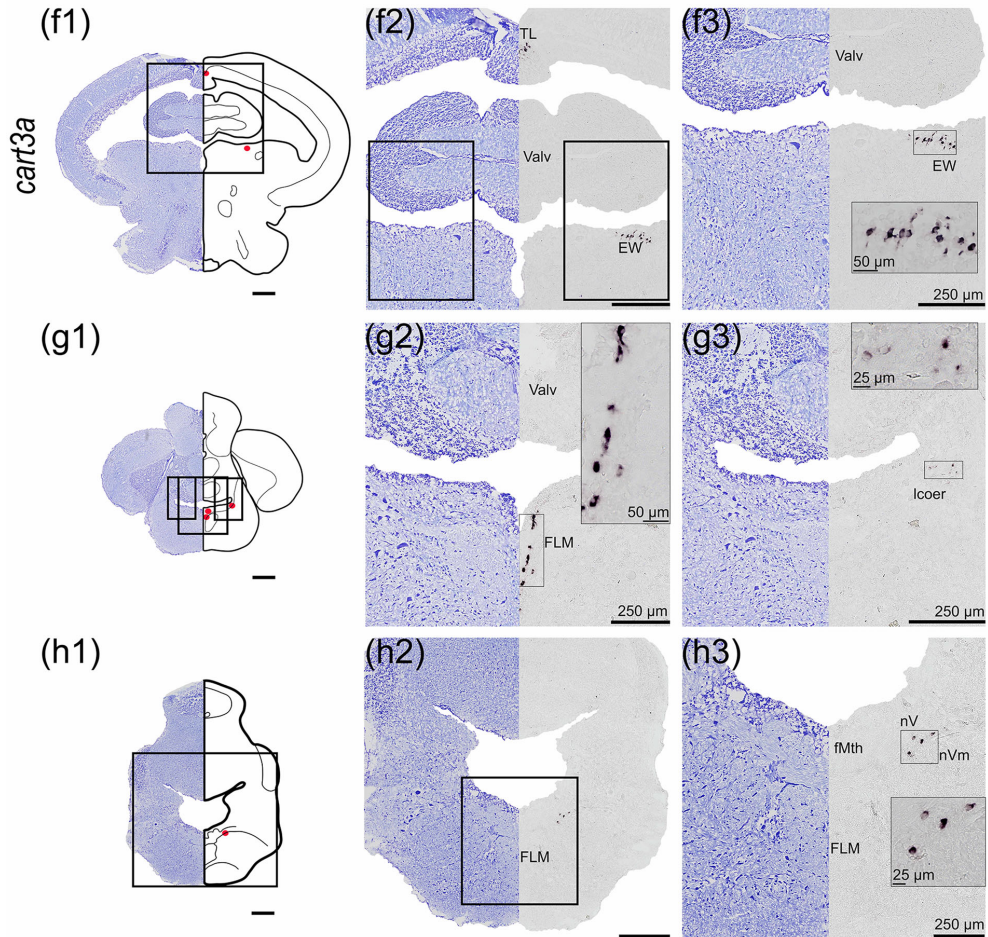 (f1)
(f2)
(f3)
cart3a
TL
Valv
EW
Valv
EW
50 µm
250 µm
(g1)
(g2)
(g3)
Valv
50 µm
FLM
250 µm
25 µm
lcoer
250 µm
(h1)
(h2)
(h3)
FLM
nV
fMth
nVm
FLM
25 µm
250 µm